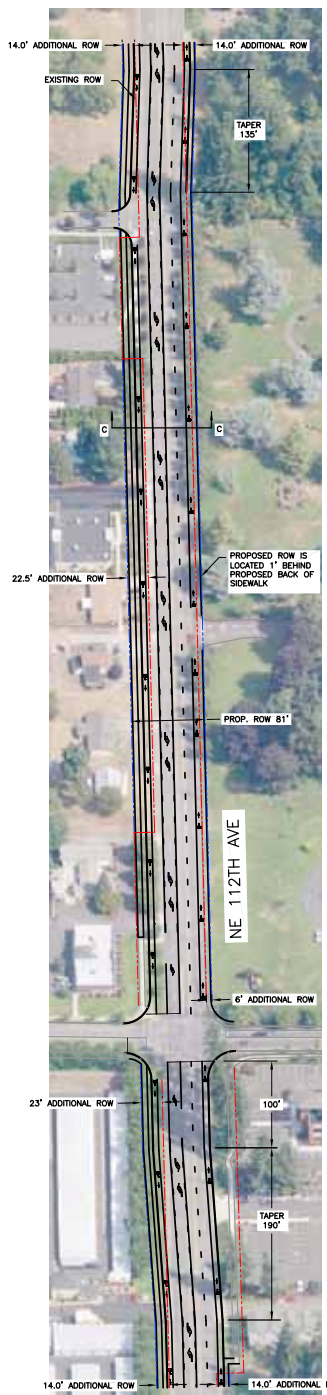 14.0' ADDITIONAL ROW
14.0' ADDITIONAL ROW
EXISTING ROW
TAPER
135'
C
C
PROPOSED ROW IS
LOCATED 1' BEHIND
PROPOSED BACK OF
SIDEWALK
22.5' ADDITIONAL ROW
PROP. ROW 81'
NE 112TH AVE
6' ADDITIONAL ROW
23' ADDITIONAL ROW
100'
TAPER
190'
14.0' ADDITIONAL ROW
14.0' ADDITIONAL